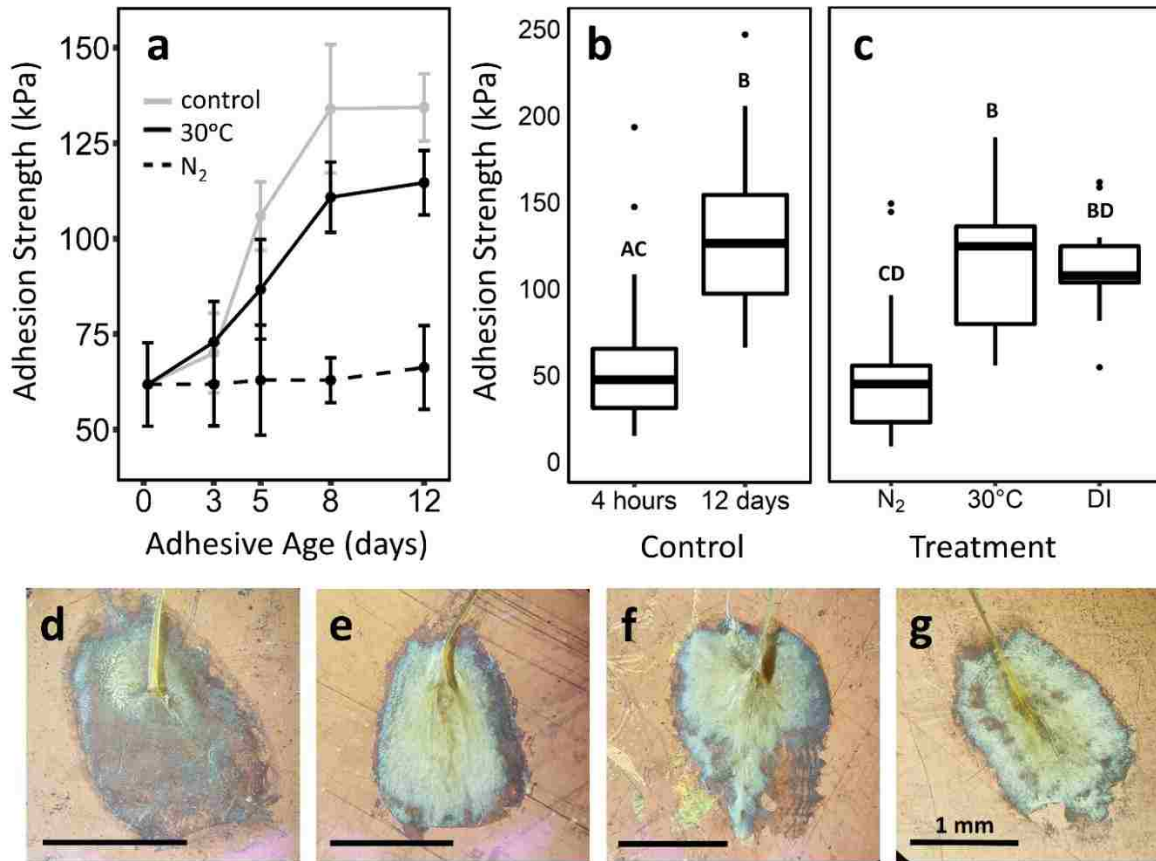 a
control
30°C
N₂
150
125
100
75
50
Adhesion Strength (kPa)
0 3 5 8 12
Adhesive Age (days)
b
250
200
150
100
50
0
Adhesion Strength (kPa)
AC
B
4 hours 12 days
Control
c
CD
B
BD
N₂ 30°C DI
Treatment
d
e
f
g
1 mm